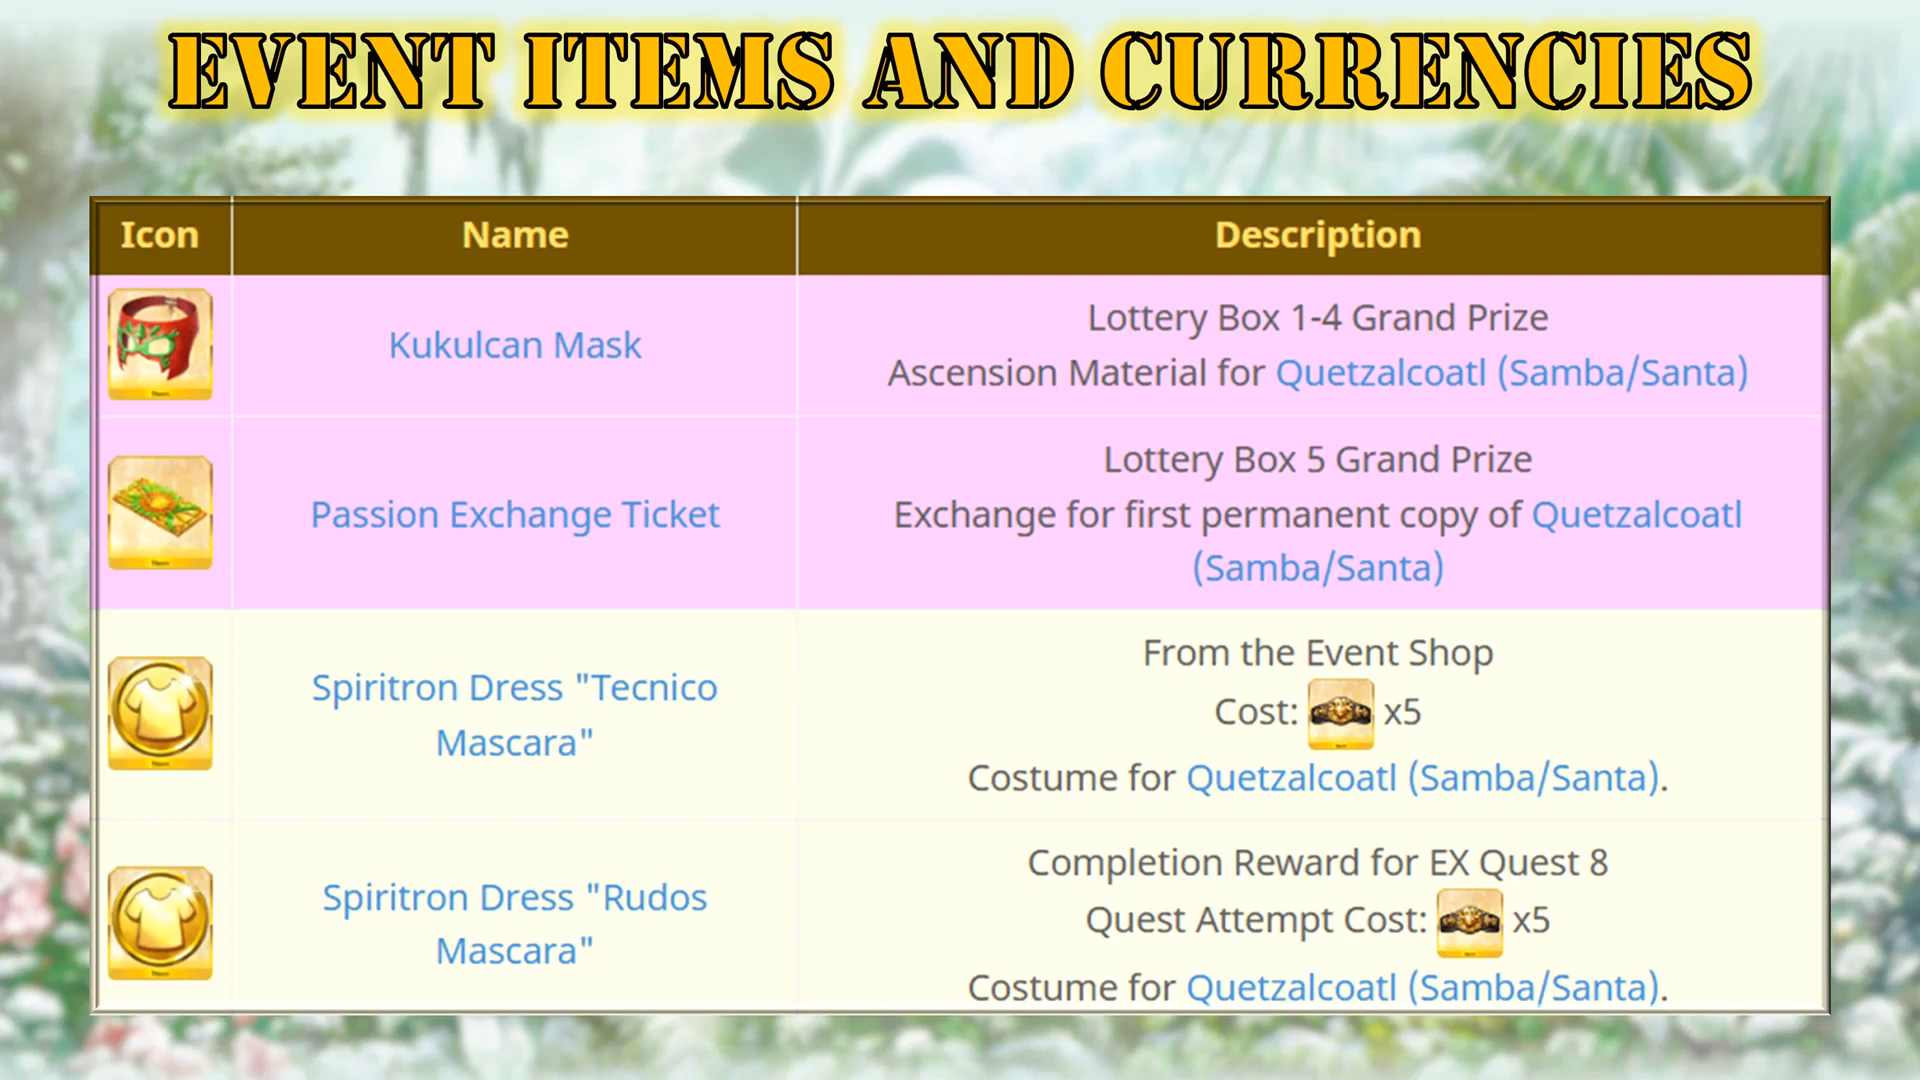 EVENT ITEMS AND CURRENCIES
Icon Name Description
Kukulcan Mask
Lottery Box 1-4 Grand Prize
Ascension Material for Quetzalcoatl (Samba/Santa)
Passion Exchange Ticket
Lottery Box 5 Grand Prize
Exchange for first permanent copy of Quetzalcoatl
(Samba/Santa)
Spiritron Dress "Tecnico
Mascara"
From the Event Shop
Cost: x5
Costume for Quetzalcoatl (Samba/Santa).
Spiritron Dress "Rudos
Mascara"
Completion Reward for EX Quest 8
Quest Attempt Cost: x5
Costume for Quetzalcoatl (Samba/Santa).